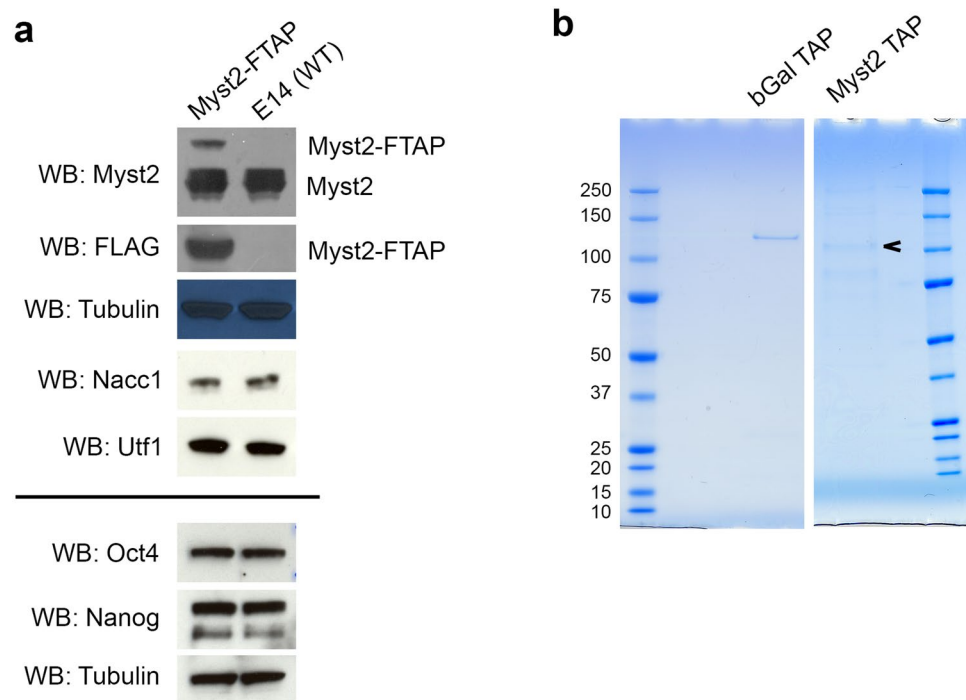 a
Myst2-FTAP
E14 (WT)
WB: Myst2
Myst2-FTAP
Myst2
WB: FLAG
Myst2-FTAP
WB: Tubulin
WB: Nacc1
WB: Utf1
WB: Oct4
WB: Nanog
WB: Tubulin
b
bGal TAP
Myst2 TAP
250
150
100
75
50
37
25
20
15
10